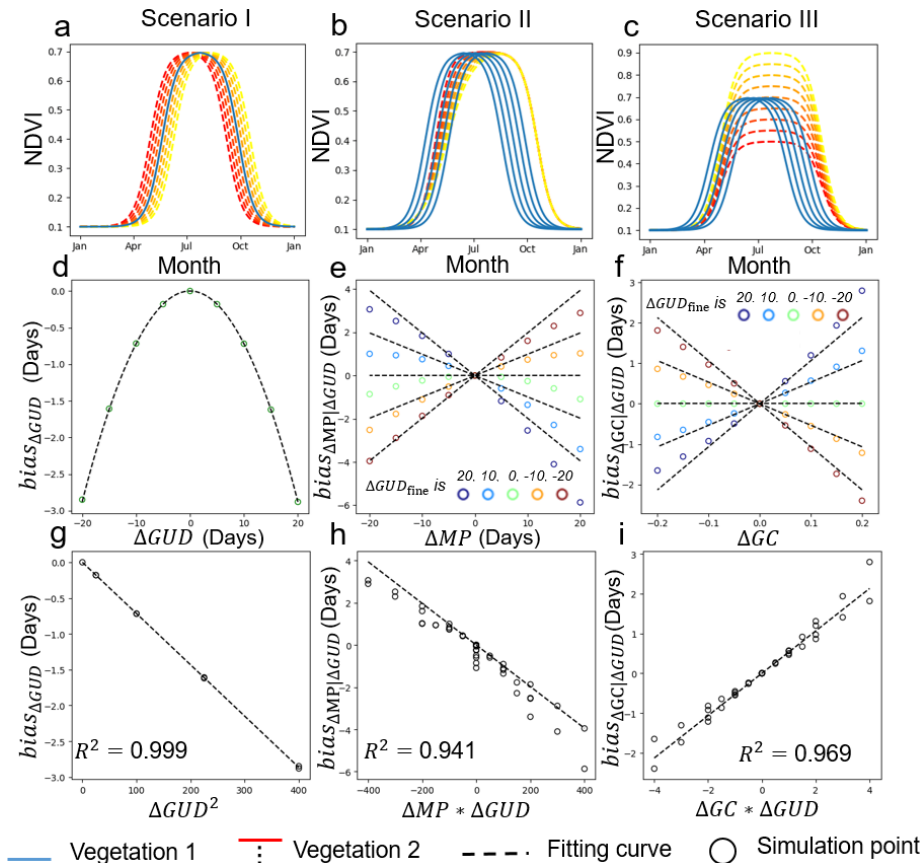 Scenario I Scenario II Scenario III
a b c
NDVI
0.7
0.6
0.5
0.4
0.3
0.2
0.1
Jan Apr Jul Oct Jan
Month
NDVI
0.7
0.6
0.5
0.4
0.3
0.2
0.1
Jan Apr Jul Oct Jan
Month
NDVI
0.9
0.8
0.7
0.6
0.5
0.4
0.3
0.2
0.1
Jan Apr Jul Oct Jan
Month
d e f
bias_ΔGUD (Days)
0.0
-0.5
-1.0
-1.5
-2.0
-2.5
-3.0
-20 -10 0 10 20
ΔGUD (Days)
bias_ΔMP|ΔGUD (Days)
4
2
0
-2
-4
-6
20. 10. 0. -10. -20
ΔGUD_fine is
-20 -15 -10 -5 0 5 10 15 20
ΔMP (Days)
bias_ΔGC|ΔGUD (Days)
3
2
1
0
-1
-2
ΔGUD_fine is 20. 10. 0. -10. -20
-0.2 -0.1 0.0 0.1 0.2
ΔGC
g h i
bias_ΔGUD (Days)
0.0
-0.5
-1.0
-1.5
-2.0
-2.5
-3.0
R² = 0.999
0 100 200 300 400
ΔGUD²
bias_ΔMP|ΔGUD (Days)
4
2
0
-2
-4
-6
R² = 0.941
-400 -200 0 200 400
ΔMP * ΔGUD
bias_ΔGC|ΔGUD (Days)
3
2
1
0
-1
-2
R² = 0.969
-4 -2 0 2 4
ΔGC * ΔGUD
Vegetation 1 Vegetation 2 Fitting curve Simulation point